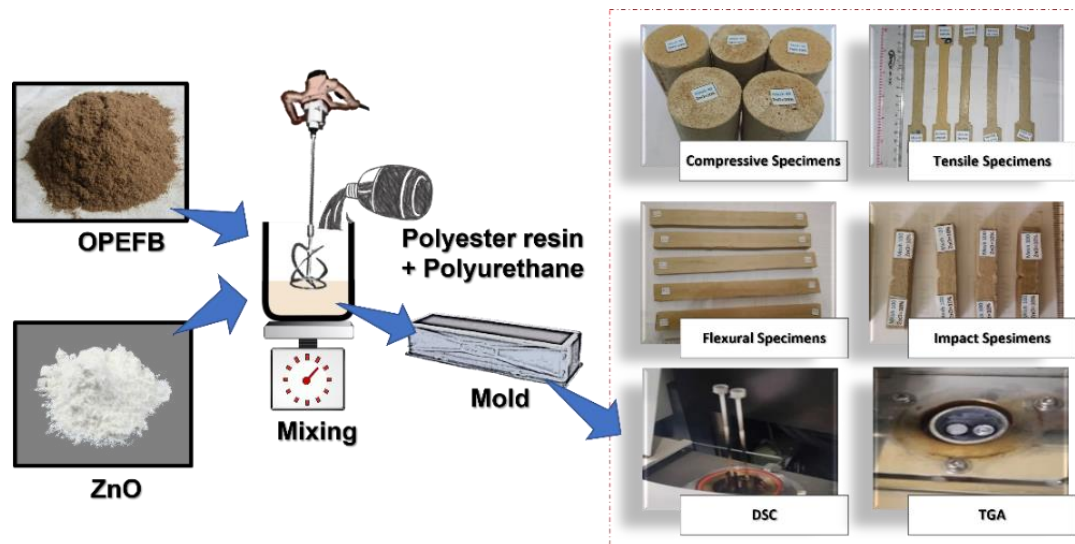 OPEFB
ZnO
Polyester resin
+ Polyurethane
Mixing
Mold
Compressive Specimens
Tensile Specimens
Flexural Specimens
Impact Spesimens
DSC
TGA